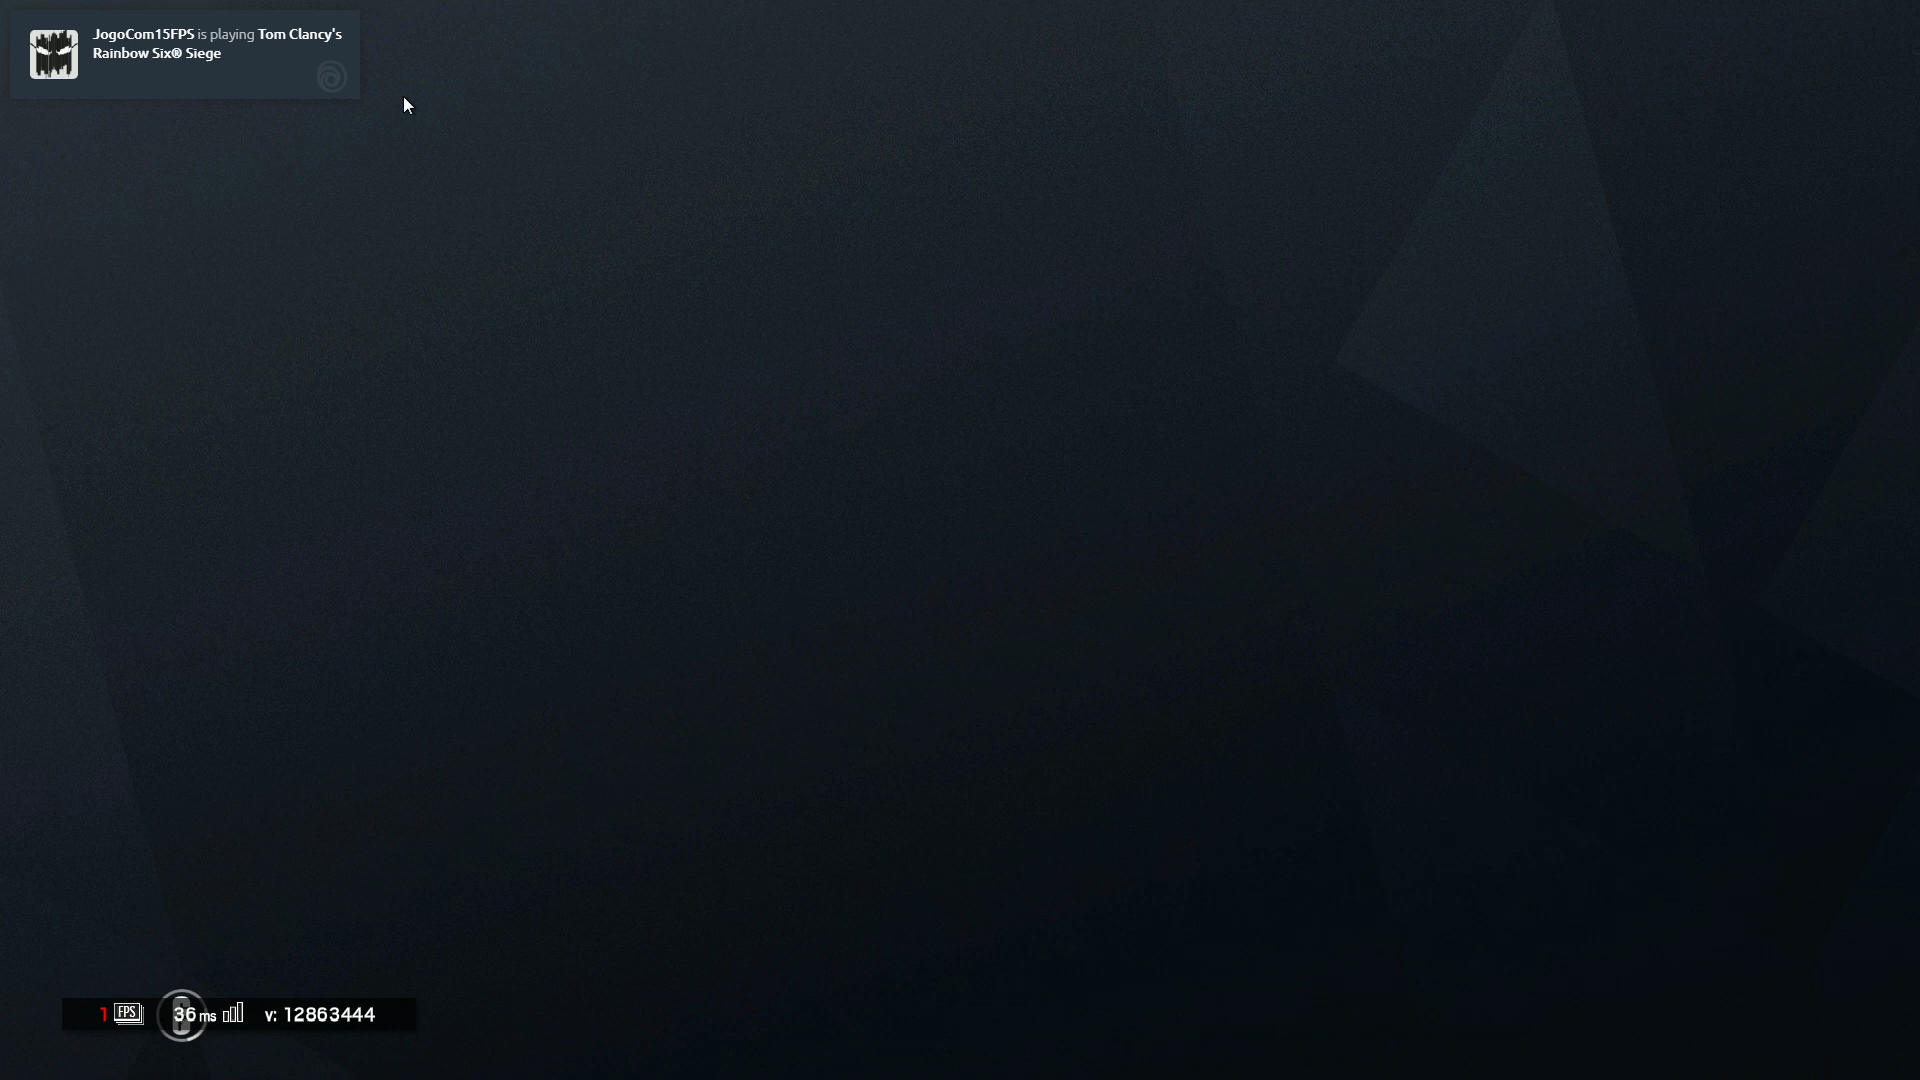 JogoCom15FPS is playing Tom Clancy's
Rainbow Six® Siege
1 FPS 36 ms v: 12863444